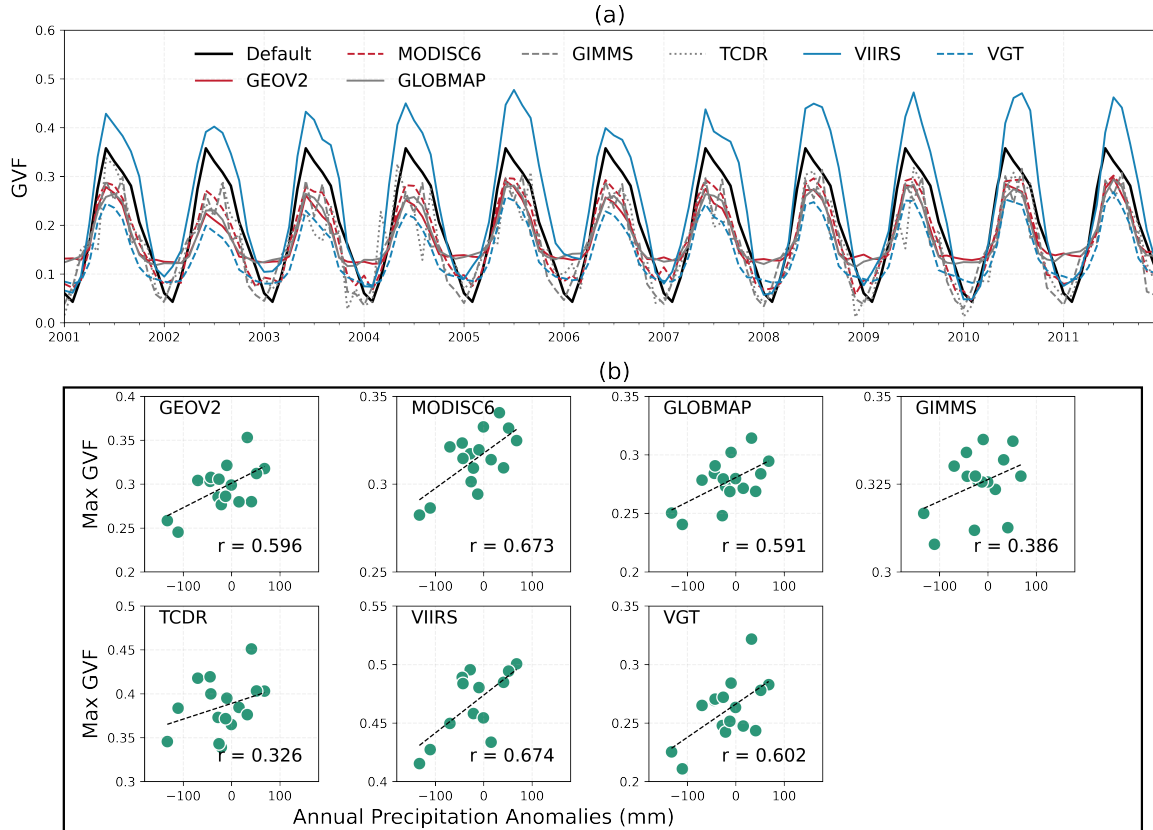 (a)
0.6
0.5
0.4
0.3
0.2
0.1
0.0
GVF
Default MODISC6 GIMMS TCDR VIIRS VGT
GEOV2 GLOBMAP
2001 2002 2003 2004 2005 2006 2007 2008 2009 2010 2011
(b)
GEOV2
0.4
0.35
0.3
0.25
0.2
Max GVF
r = 0.596
−100 0 100
MODISC6
0.35
0.3
0.25
r = 0.673
−100 0 100
GLOBMAP
0.35
0.3
0.25
0.2
r = 0.591
−100 0 100
GIMMS
0.35
0.325
0.3
r = 0.386
−100 0 100
TCDR
0.5
0.45
0.4
0.35
0.3
Max GVF
r = 0.326
−100 0 100
VIIRS
0.55
0.5
0.45
0.4
r = 0.674
−100 0 100
VGT
0.35
0.3
0.25
0.2
r = 0.602
−100 0 100
Annual Precipitation Anomalies (mm)